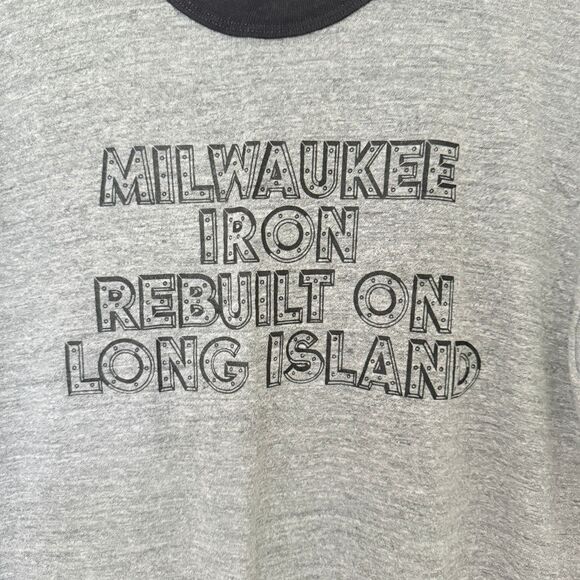 MILWAUKEE
IRON
REBUILT ON
LONG ISLAND